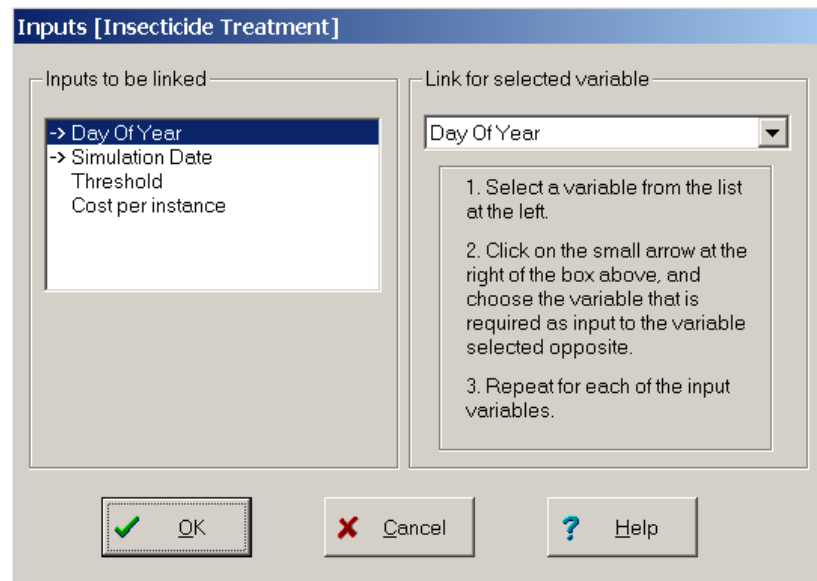 Inputs [Insecticide Treatment]
Inputs to be linked
-> Day Of Year
-> Simulation Date
Threshold
Cost per instance
Link for selected variable
Day Of Year
1. Select a variable from the list
at the left.
2. Click on the small arrow at the
right of the box above, and
choose the variable that is
required as input to the variable
selected opposite.
3. Repeat for each of the input
variables.
OK
Cancel
Help